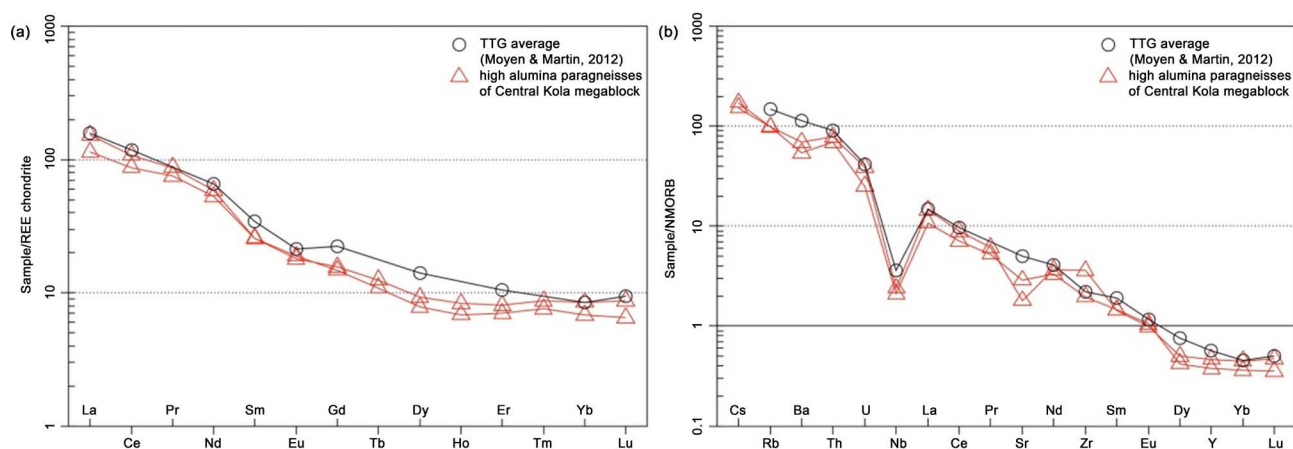 (a)
1000
100
10
1
Sample/REE chondrite
TTG average
(Moyen & Martin, 2012)
high alumina paragneisses
of Central Kola megablock
La Pr Sm Gd Dy Er Yb
Ce Nd Eu Tb Ho Tm Lu
(b)
1000
100
10
1
0.1
Sample/NMORB
TTG average
(Moyen & Martin, 2012)
high alumina paragneisses
of Central Kola megablock
Cs Ba U La Pr Nd Sm Dy Yb
Rb Th Nb Ce Sr Zr Eu Y Lu